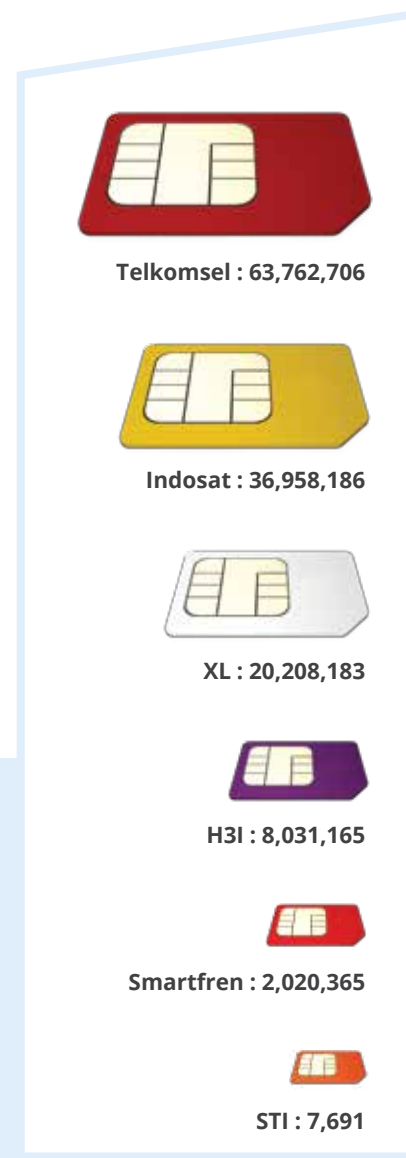 Telkomsel : 63,762,706
Indosat : 36,958,186
XL : 20,208,183
H3I : 8,031,165
Smartfren : 2,020,365
STI : 7,691